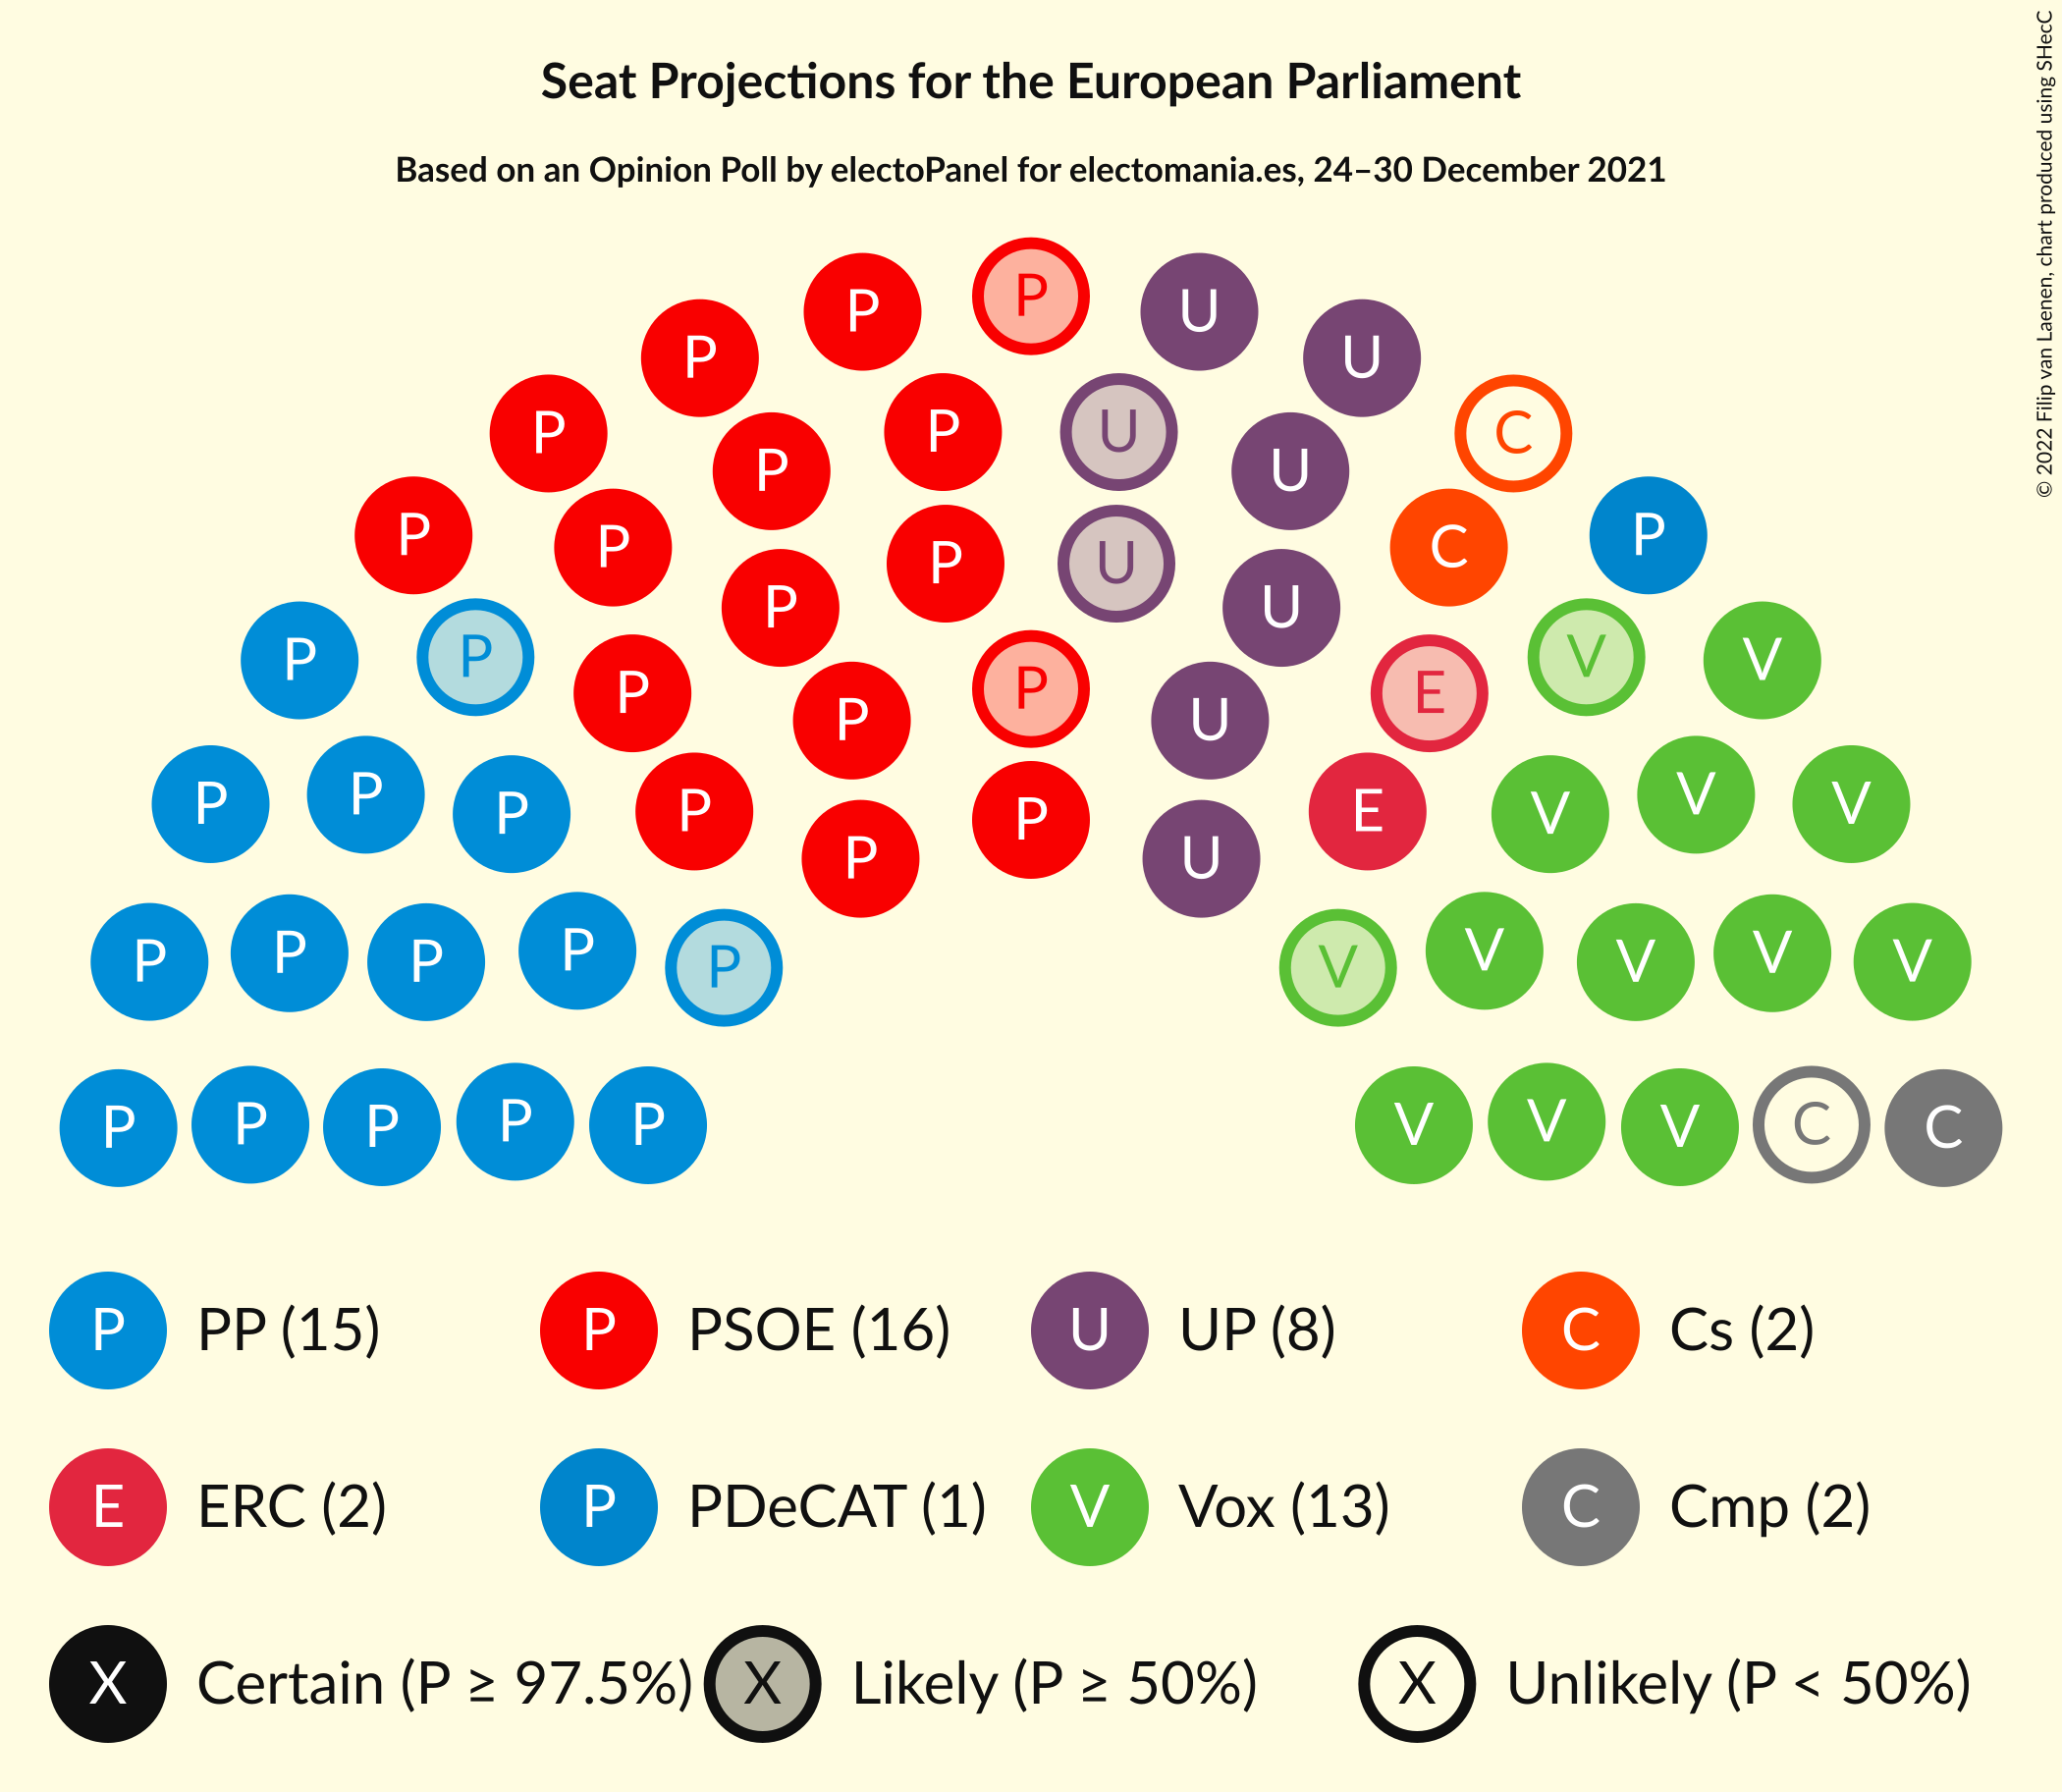 Seat Projections for the European Parliament
Based on an Opinion Poll by electoPanel for electomania.es, 24–30 December 2021
© 2022 Filip van Laenen, chart produced using SHecC
P
P P U U
P P P U C
P P U
P P C P
P P U
P U
P P V V
P P E
P U
P P P V V V
P P E
P P U
P P P P P V V V V V
P P P P P V V V C C
P PP (15) P PSOE (16) U UP (8) C Cs (2)
E ERC (2) P PDeCAT (1) V Vox (13) C Cmp (2)
X Certain (P ≥ 97.5%) X Likely (P ≥ 50%) X Unlikely (P < 50%)